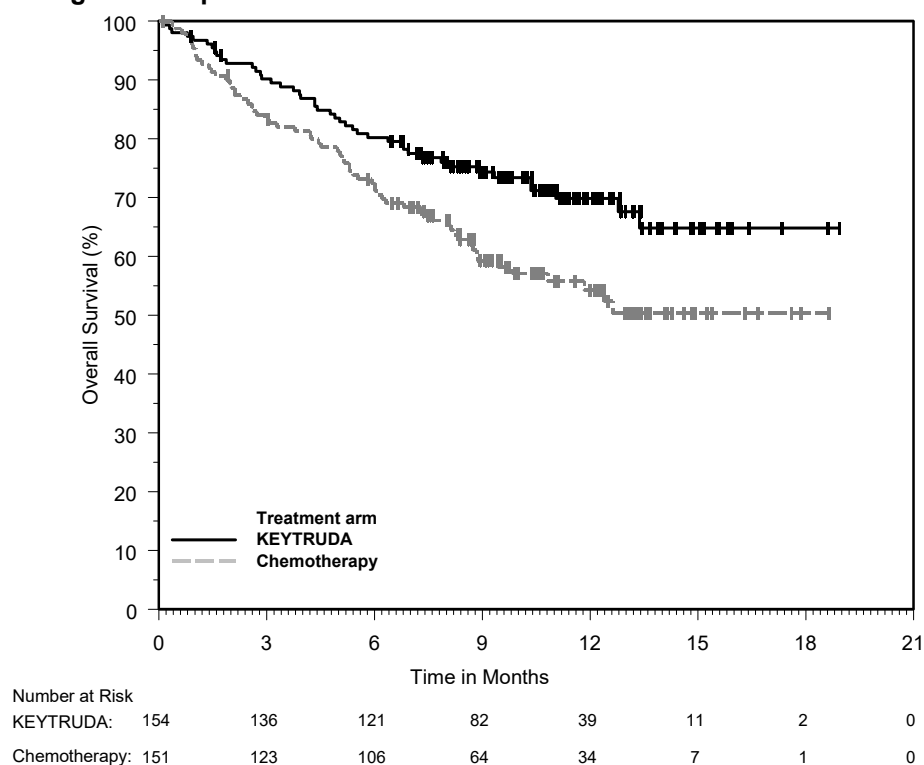 100
90
80
70
60
50
40
30
20
10
0
Overall Survival (%)
Treatment arm
KEYTRUDA
Chemotherapy
0 3 6 9 12 15 18 21
Time in Months
Number at Risk
KEYTRUDA: 154 136 121 82 39 11 2 0
Chemotherapy: 151 123 106 64 34 7 1 0